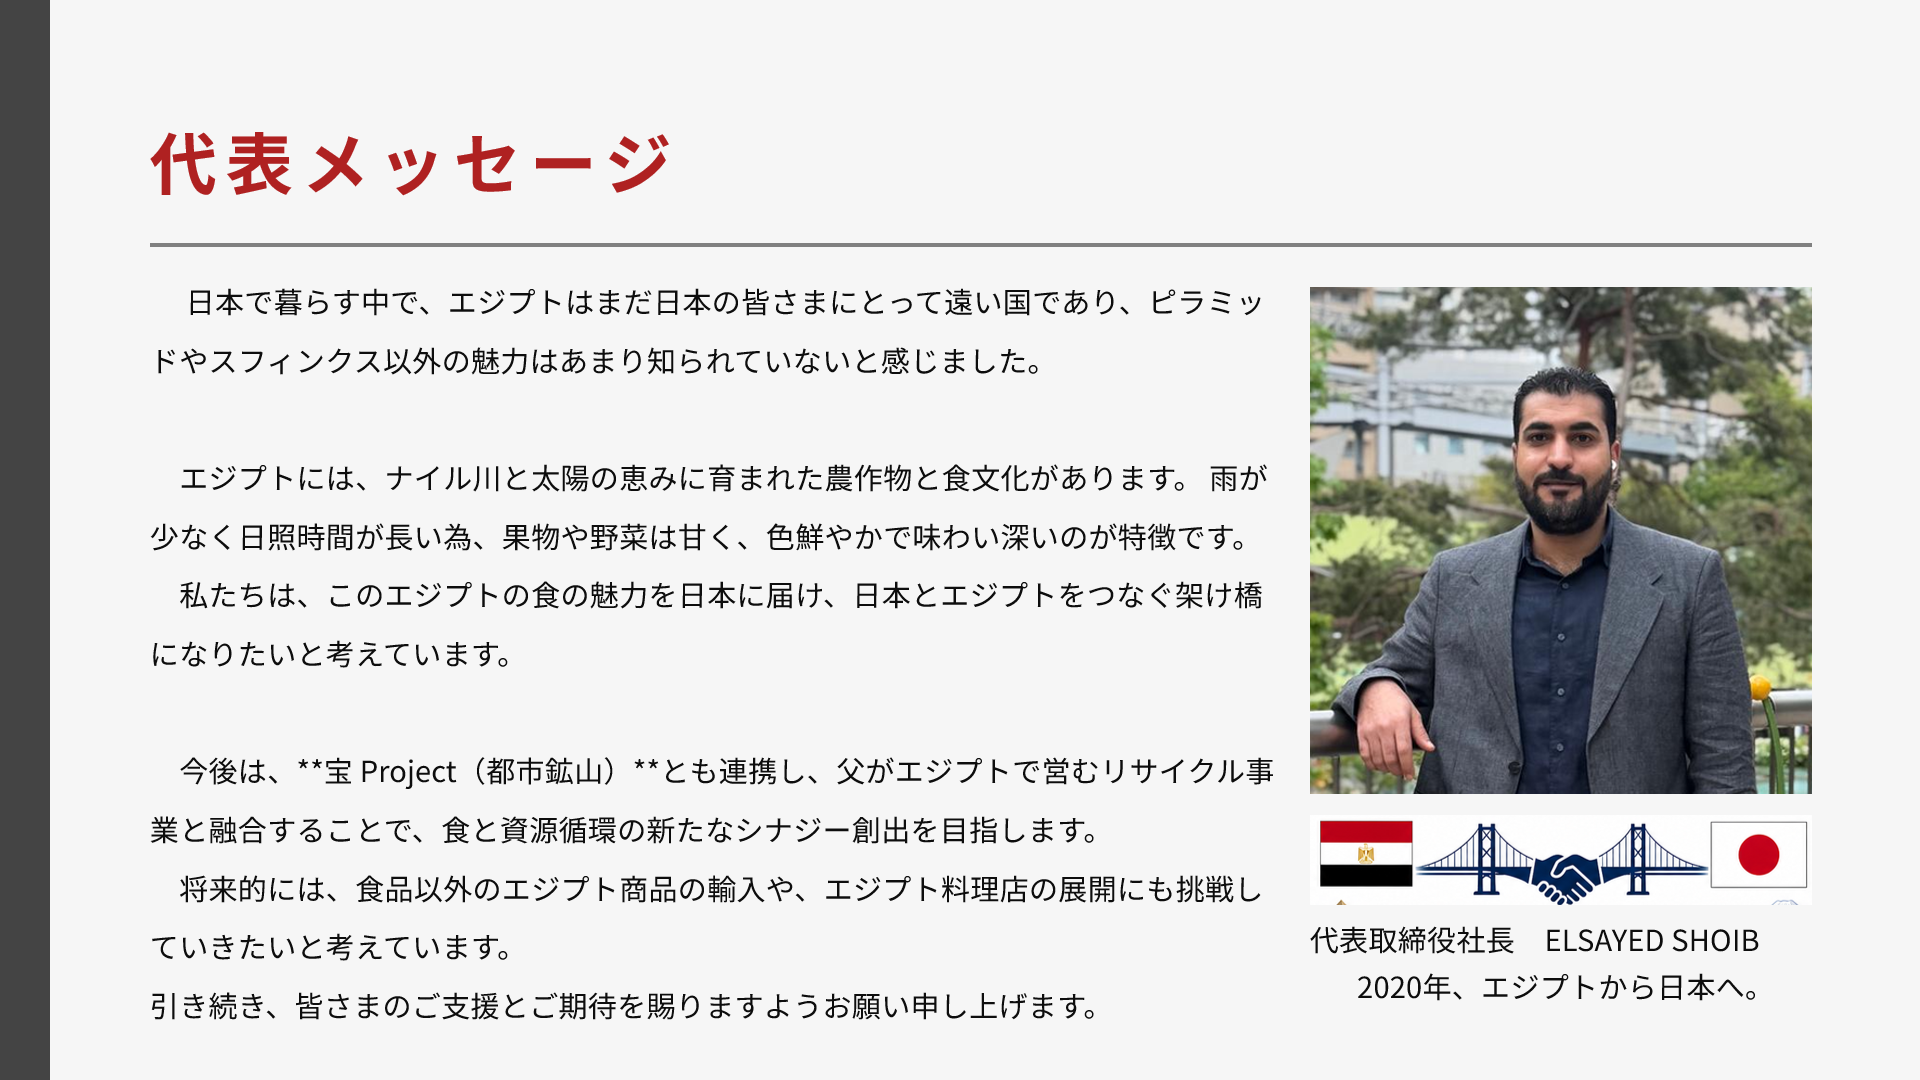 代表メッセージ
日本で暮らす中で、エジプトはまだ日本の皆さまにとって遠い国であり、ピラミッ
ドやスフィンクス以外の魅力はあまり知られていないと感じました。
エジプトには、ナイル川と太陽の恵みに育まれた農作物と食文化があります。 雨が
少なく日照時間が長い為、果物や野菜は甘く、色鮮やかで味わい深いのが特徴です。
私たちは、このエジプトの食の魅力を日本に届け、日本とエジプトをつなぐ架け橋
になりたいと考えています。
今後は、**宝 Project（都市鉱山）**とも連携し、父がエジプトで営むリサイクル事
業と融合することで、食と資源循環の新たなシナジー創出を目指します。
将来的には、食品以外のエジプト商品の輸入や、エジプト料理店の展開にも挑戦し
ていきたいと考えています。
引き続き、皆さまのご支援とご期待を賜りますようお願い申し上げます。
代表取締役社長　ELSAYED SHOIB
2020年、エジプトから日本へ。